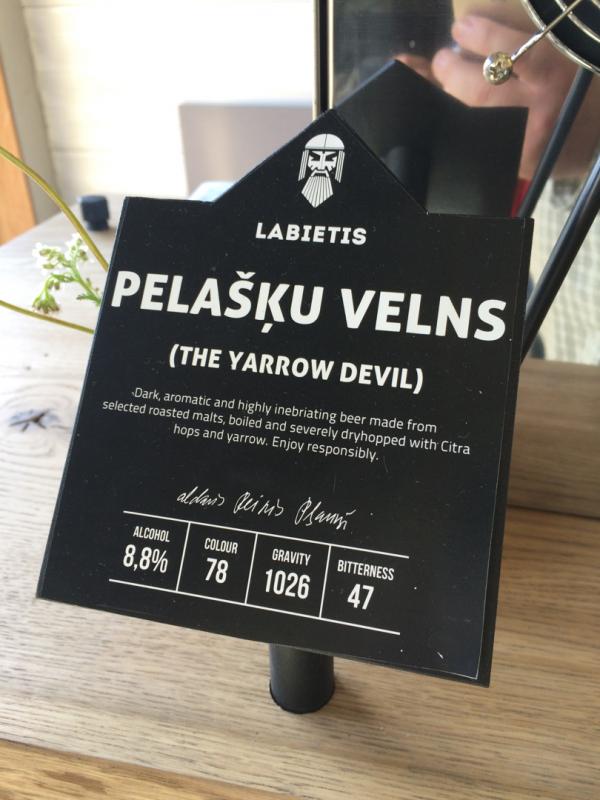 LABIETIS
PELAŠĶU VELNS
(THE YARROW DEVIL)
Dark, aromatic and highly inebriating beer made from
selected roasted malts, boiled and severely dryhopped with Citra
hops and yarrow. Enjoy responsibly.
ALCOHOL COLOUR GRAVITY BITTERNESS
8,8% 78 1026 47